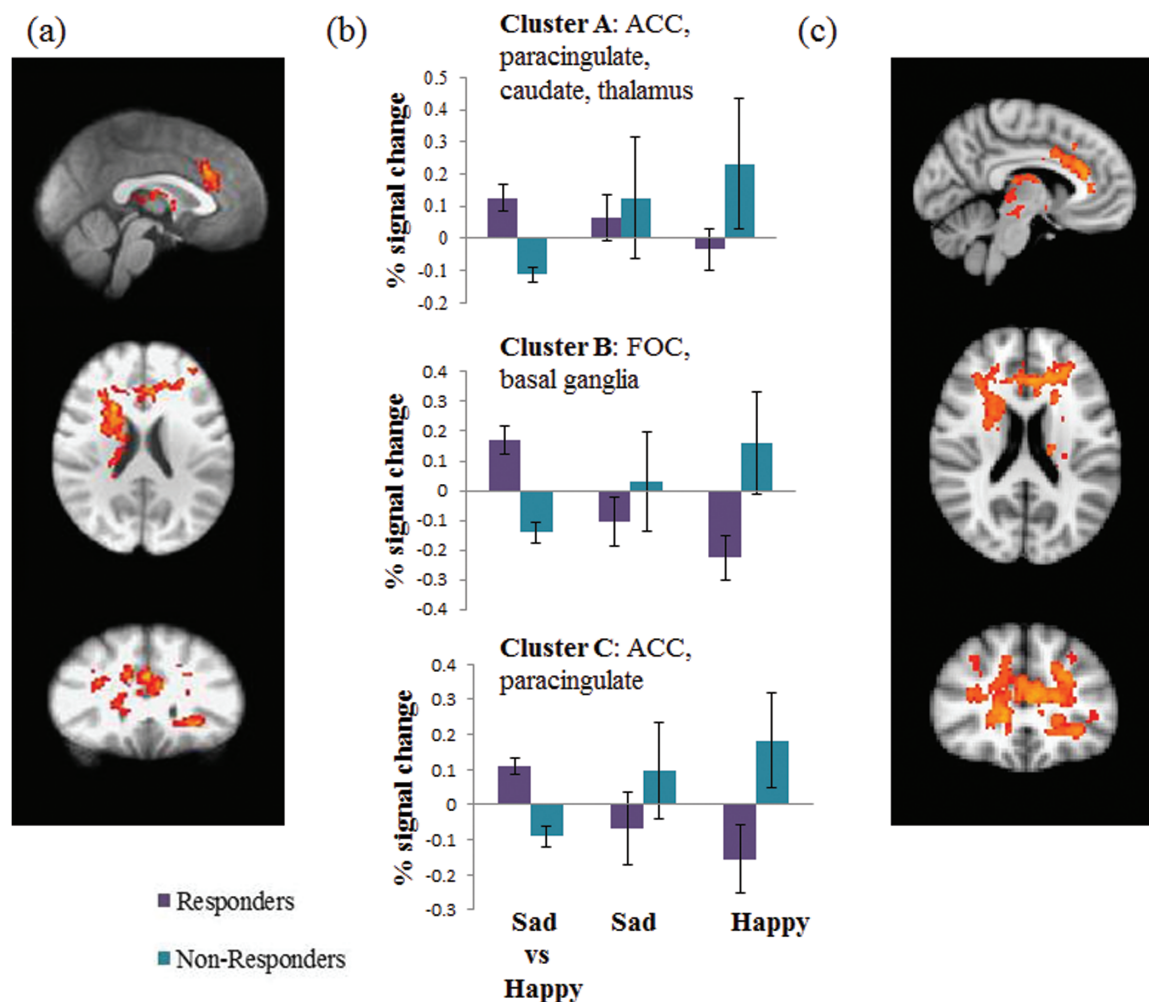 (a)
(b)
(c)
Cluster A: ACC,
paracingulate,
caudate, thalamus
% signal change
0.5
0.4
0.3
0.2
0.1
0
-0.1
-0.2
Cluster B: FOC,
basal ganglia
% signal change
0.4
0.3
0.2
0.1
0
-0.1
-0.2
-0.3
-0.4
Cluster C: ACC,
paracingulate
% signal change
0.4
0.3
0.2
0.1
0
-0.1
-0.2
-0.3
Sad
vs
Happy
Sad
Happy
Responders
Non-Responders